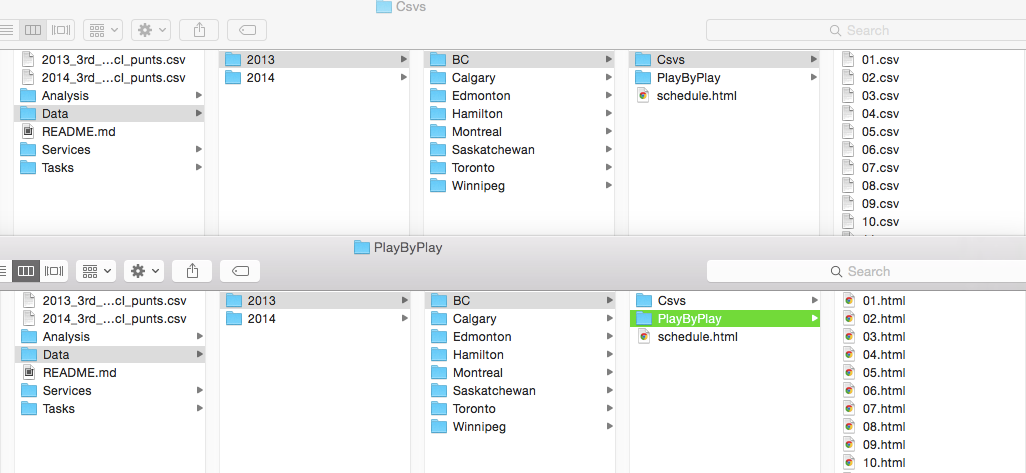 Csvs
Search
2013_3rd_...cl_punts.csv
2014_3rd_...cl_punts.csv
Analysis
Data
README.md
Services
Tasks
2013
2014
BC
Calgary
Edmonton
Hamilton
Montreal
Saskatchewan
Toronto
Winnipeg
Csvs
PlayByPlay
schedule.html
01.csv
02.csv
03.csv
04.csv
05.csv
06.csv
07.csv
08.csv
09.csv
10.csv
PlayByPlay
Search
2013_3rd_...cl_punts.csv
2014_3rd_...cl_punts.csv
Analysis
Data
README.md
Services
Tasks
2013
2014
BC
Calgary
Edmonton
Hamilton
Montreal
Saskatchewan
Toronto
Winnipeg
Csvs
PlayByPlay
schedule.html
01.html
02.html
03.html
04.html
05.html
06.html
07.html
08.html
09.html
10.html